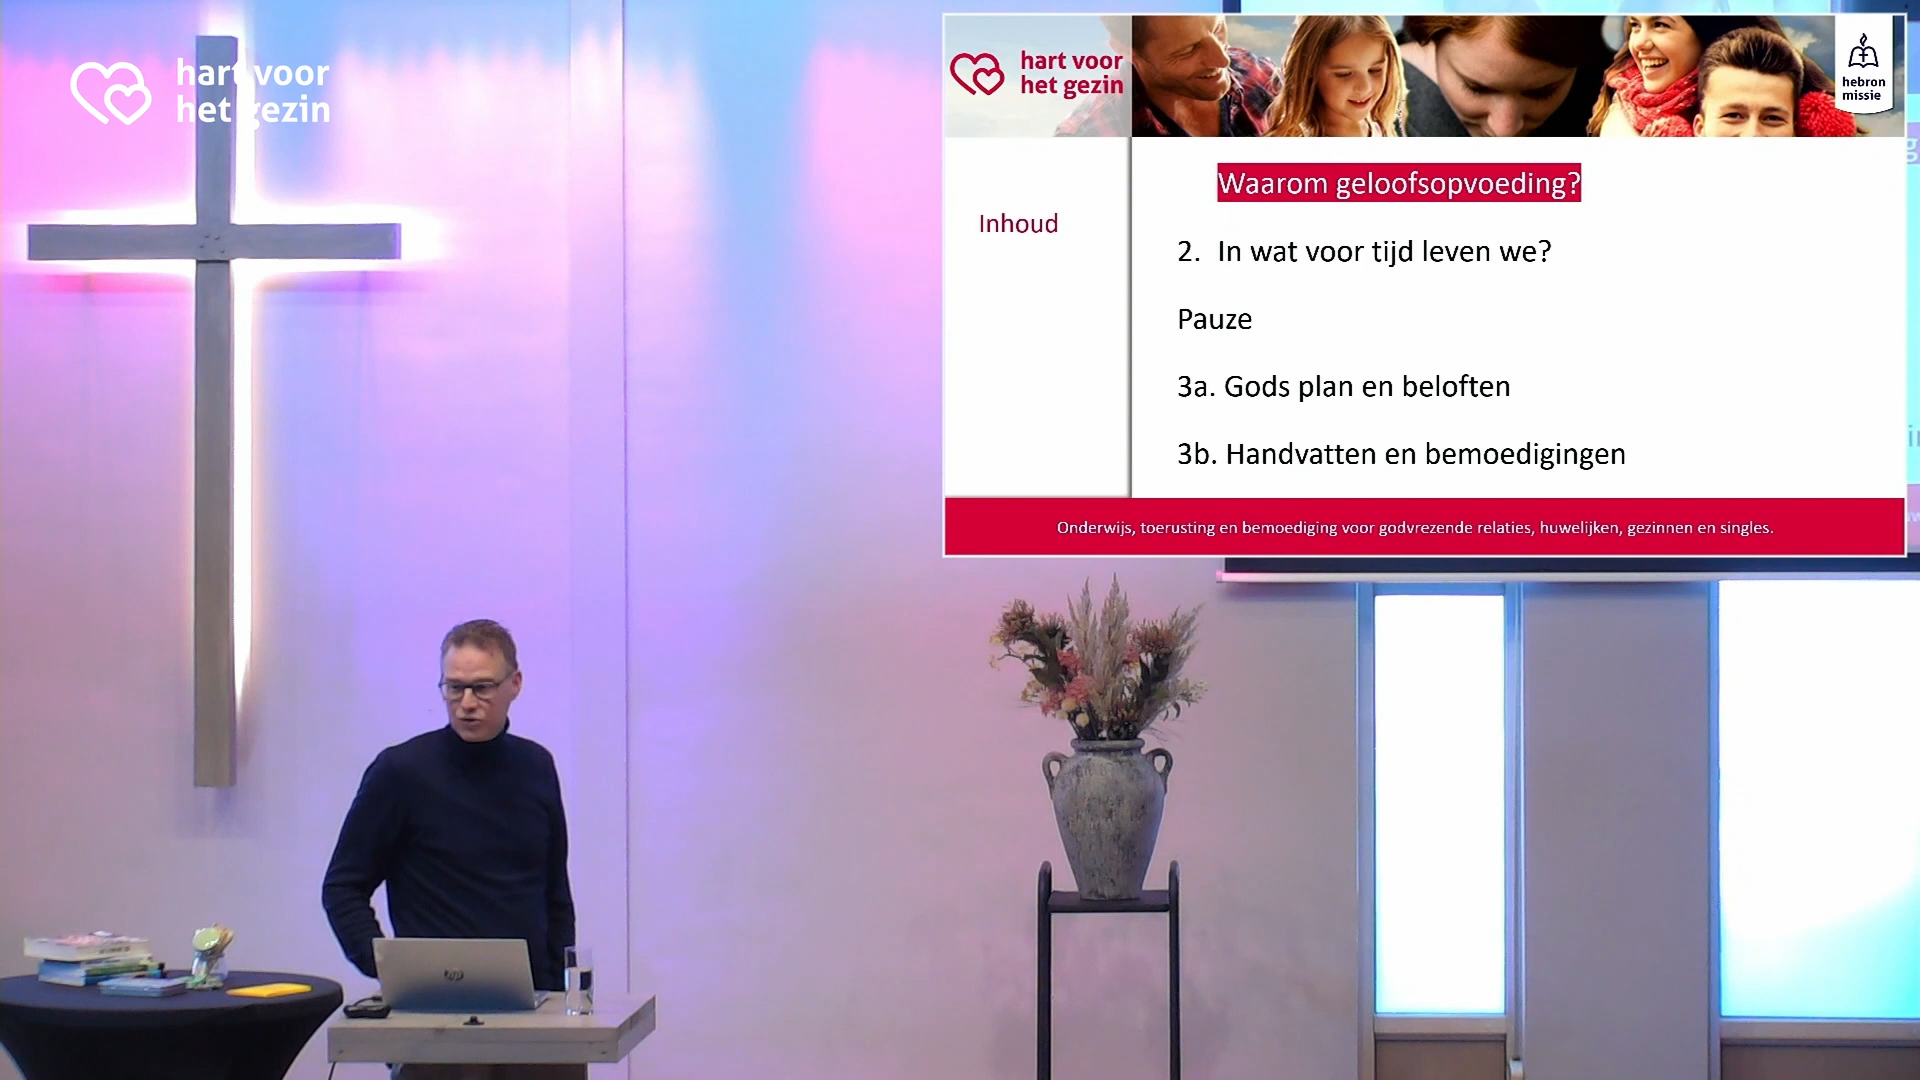 hart voor
het gezin
hart voor
het gezin
hebron
missie
Waarom geloofsopvoeding?
Inhoud
2. In wat voor tijd leven we?
Pauze
3a. Gods plan en beloften
3b. Handvatten en bemoedigingen
Onderwijs, toerusting en bemoediging voor godvrezende relaties, huwelijken, gezinnen en singles.
hp